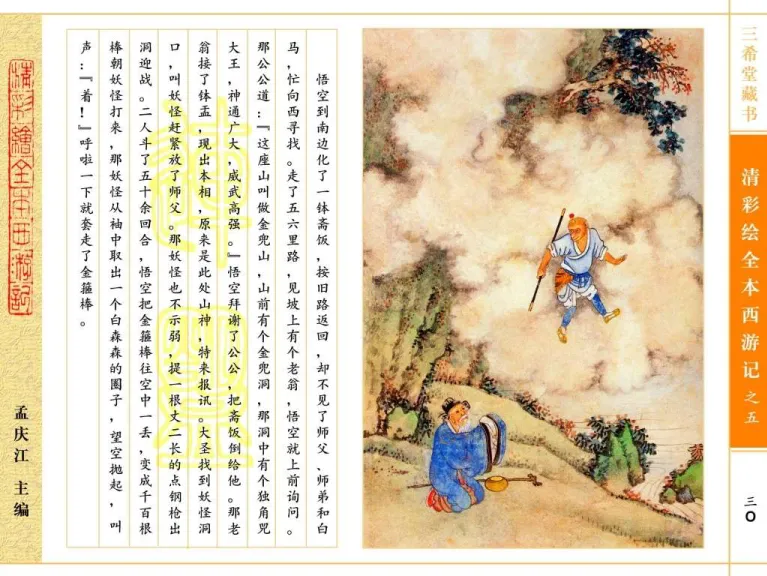 三希堂藏书
清彩绘全本西游记之五
三〇
悟空到南边化了一钵斋饭，按旧路返回，却不见了师父、师弟和白
马，忙向西寻找。走了五六里路，见坡上有个老翁，悟空就上前询问。
那公公道：『这座山叫做金兜山，山前有个金兜洞，那洞中有个独角咒
大王，神通广大，威武高强。』悟空拜谢了公公，把斋饭倒给他。那老
翁接了钵盂，现出本相，原来是此处山神，特来报讯。大圣找到妖怪洞
口，叫妖怪赶紧放了师父。那妖怪也不示弱，提一根丈二长的点钢枪出
洞迎战。二人斗了五十余回合，悟空把金箍棒往空中一丢，变成千百根
棒朝妖怪打来，那妖怪从袖中取出一个白森森的圈子，望空抛起，叫
声：『着！』呼啦一下就套走了金箍棒。
清彩繪全本西游記
孟庆江 主编